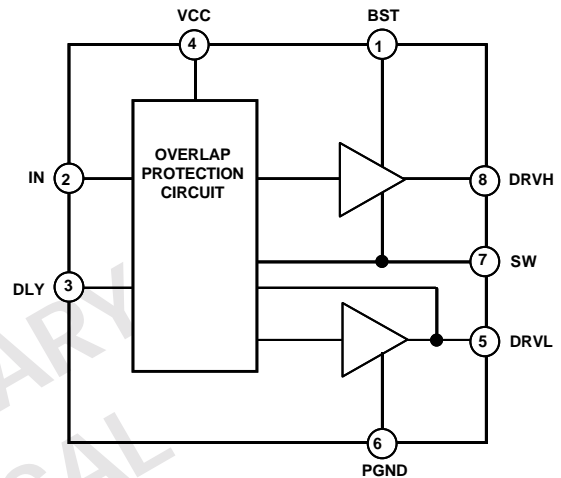 VCC
BST
4
1
OVERLAP
PROTECTION
CIRCUIT
IN
2
8
DRVH
7
SW
DLY
3
5
DRVL
6
PGND